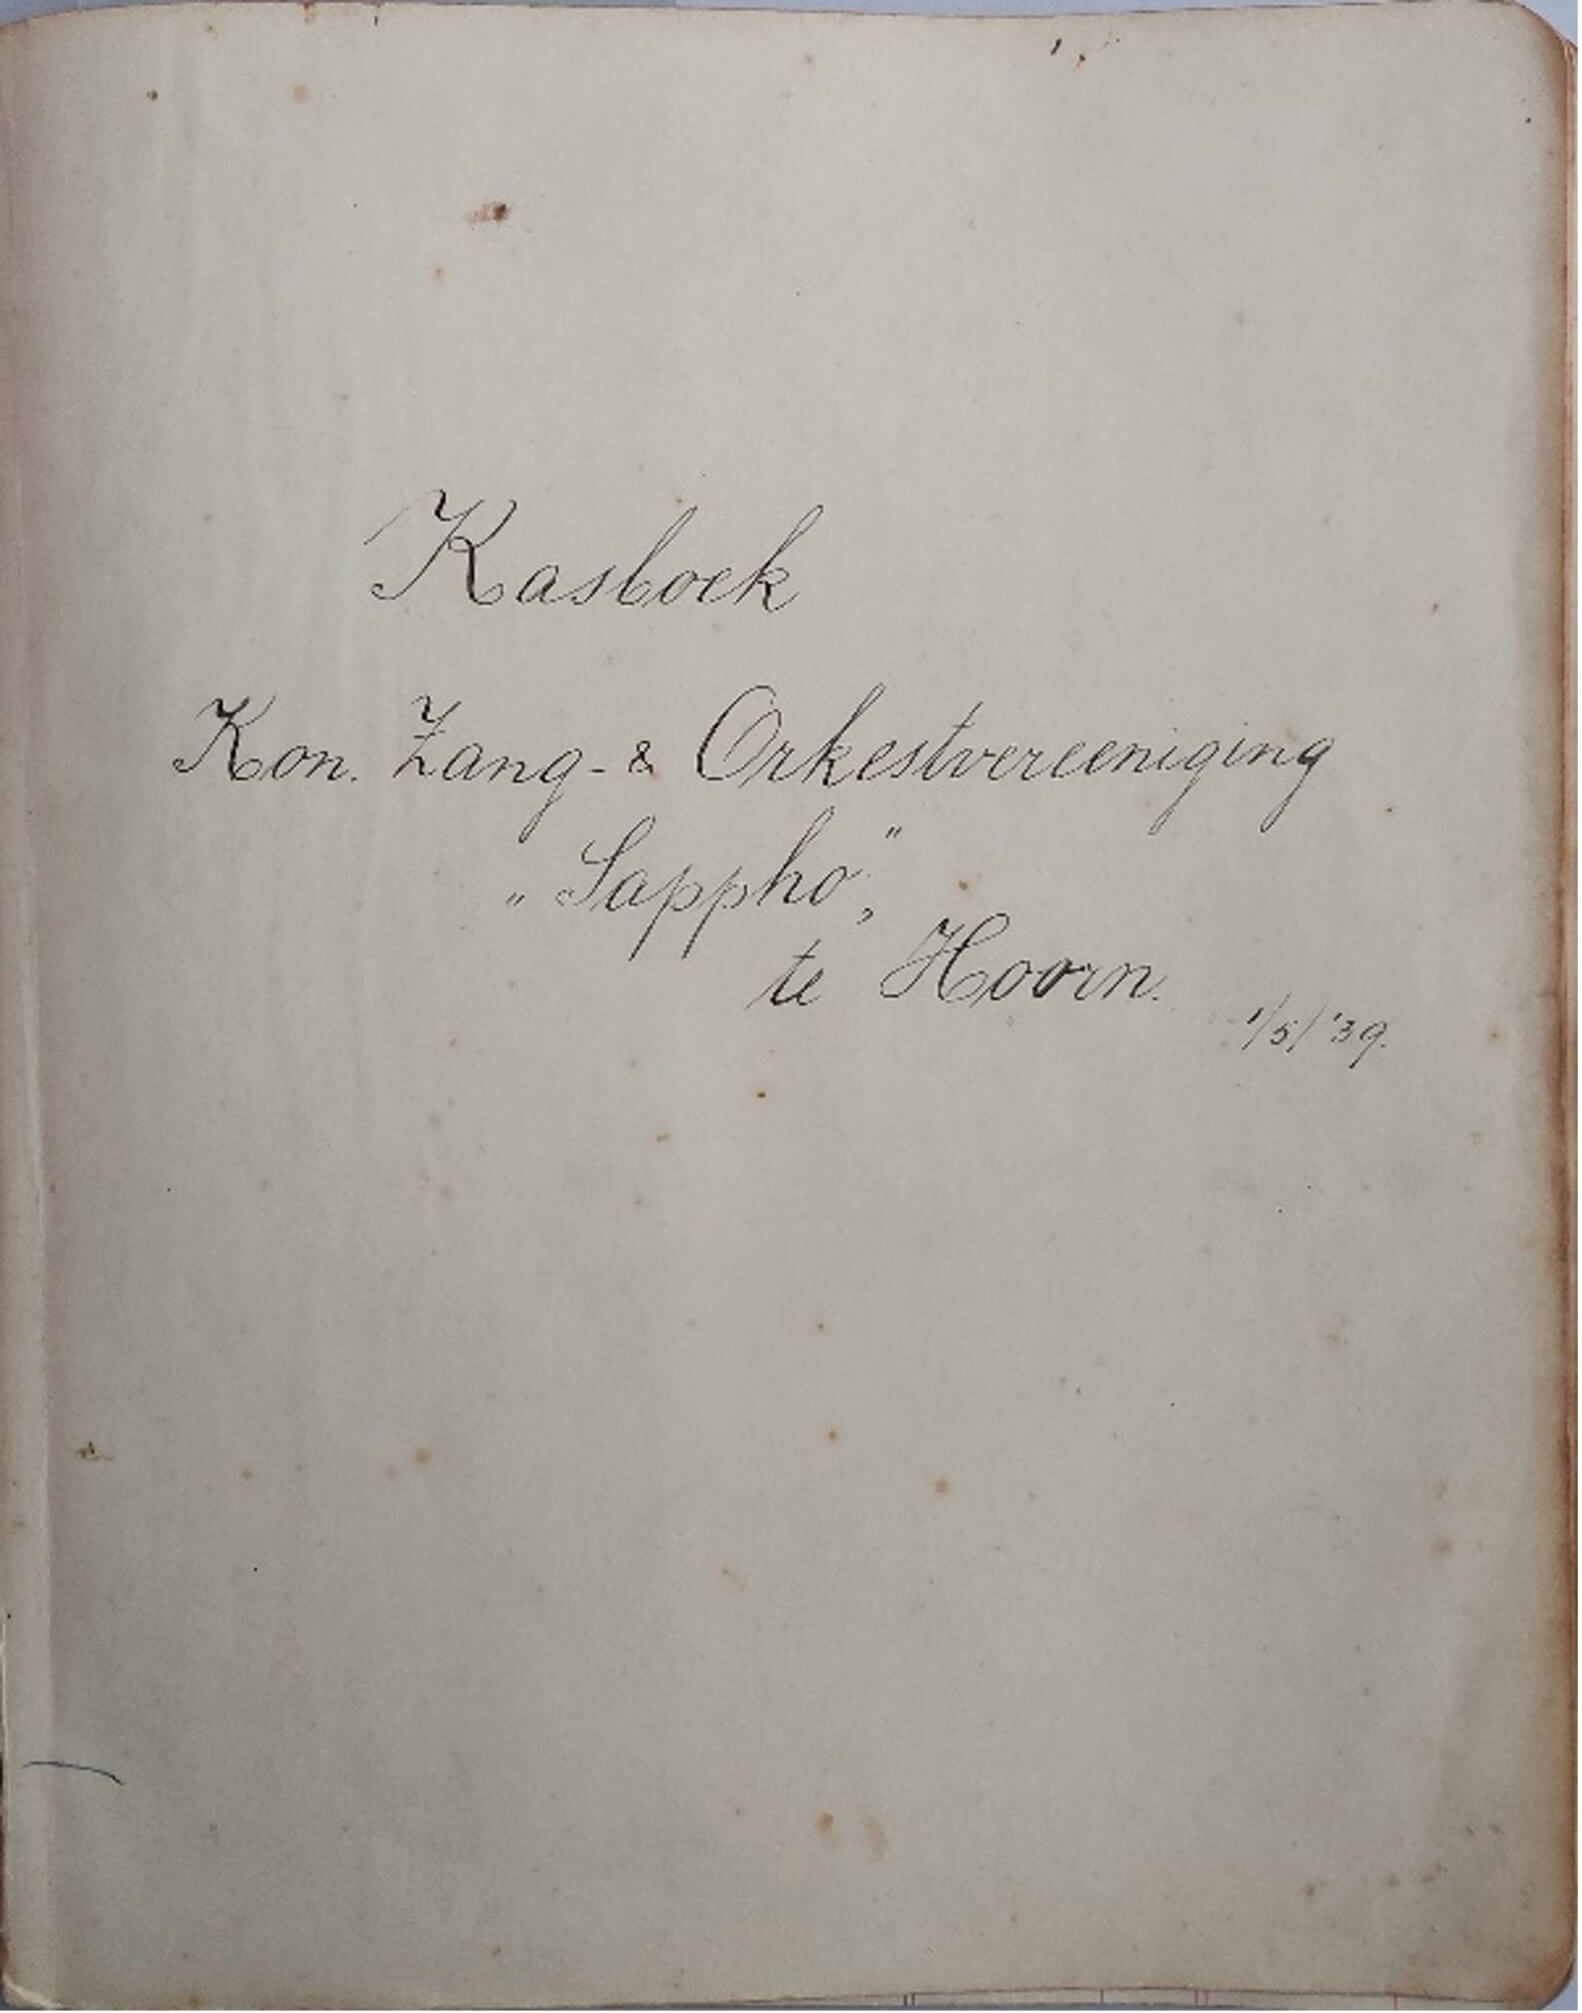 Kasboek
Kon. Zang- & Orkestvereeniging
„Sappho”,
te Hoorn.
1/5/'39.